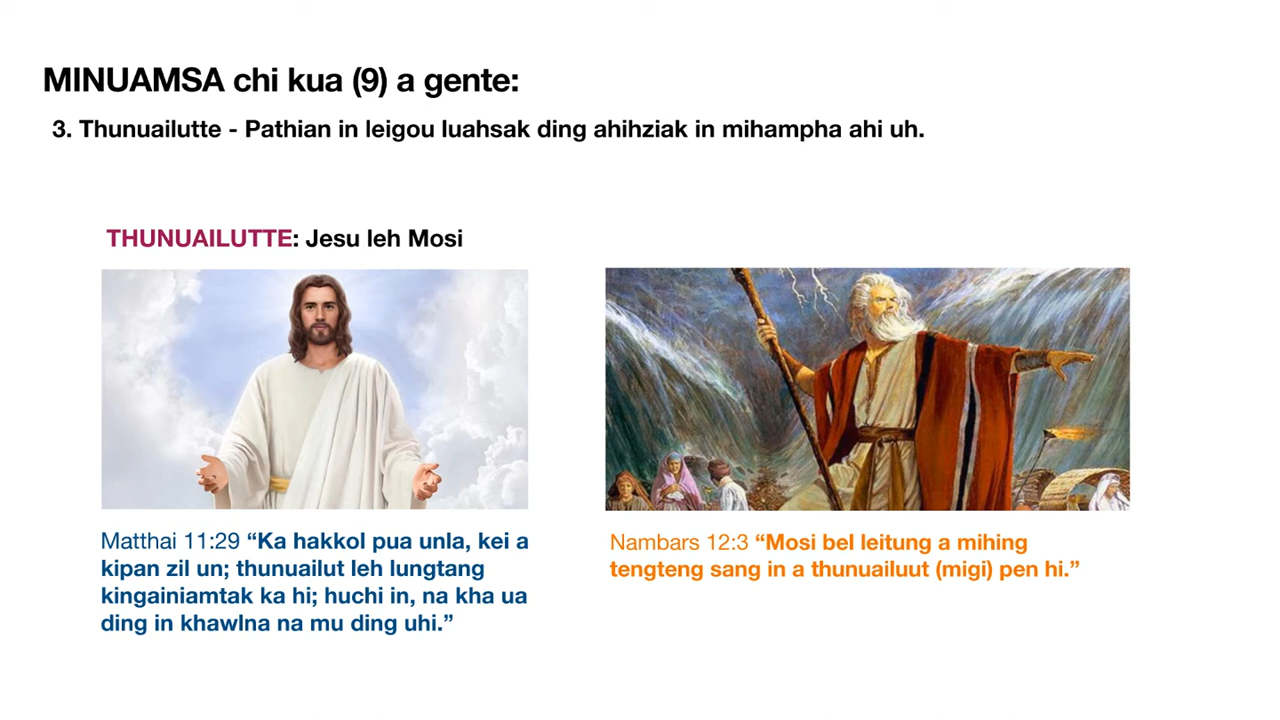 MINUAMSA chi kua (9) a gente:
3. Thunuailutte - Pathian in leigou luahsak ding ahihziak in mihampha ahi uh.
THUNUAILUTTE: Jesu leh Mosi
Matthai 11:29 “Ka hakkol pua unla, kei a
kipan zil un; thunuailut leh lungtang
kingainiamtak ka hi; huchi in, na kha ua
ding in khawlna na mu ding uhi.”
Nambars 12:3 “Mosi bel leitung a mihing
tengteng sang in a thunuailuut (migi) pen hi.”